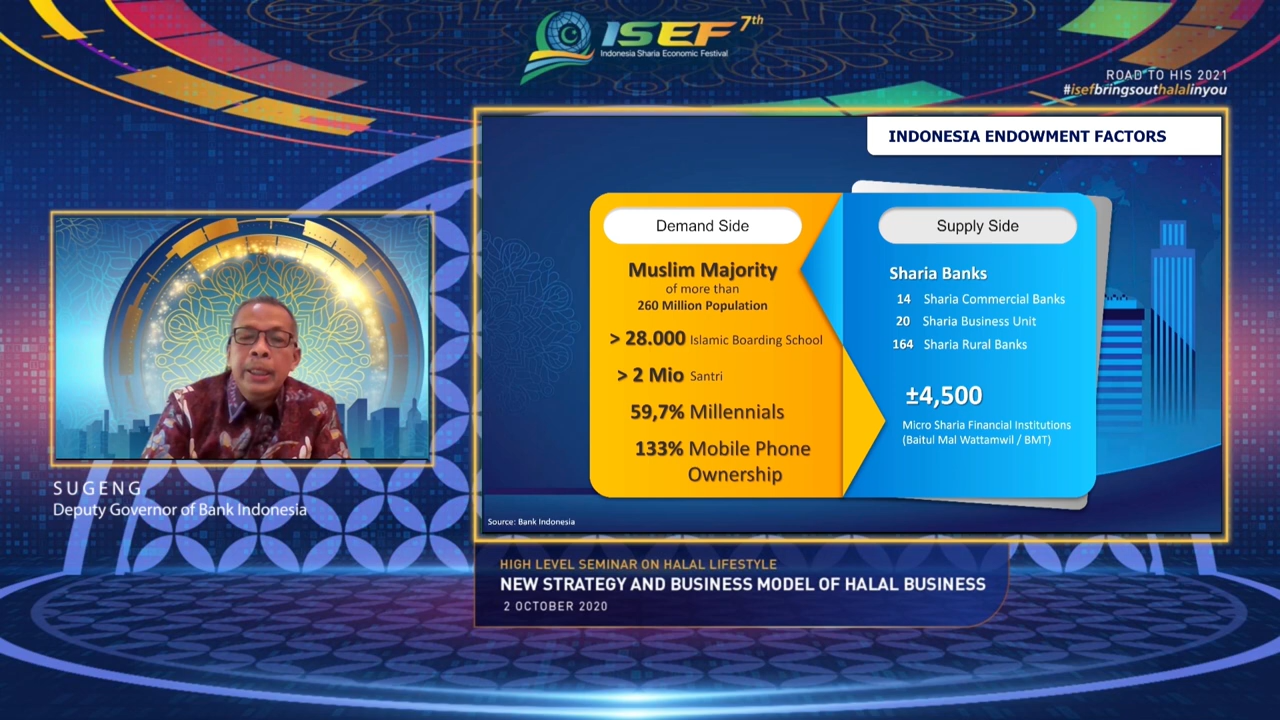 ISEF 7th
Indonesia Sharia Economic Festival
ROAD TO HIS 2021
#isefbringsouthalalinyou
INDONESIA ENDOWMENT FACTORS
Demand Side
Muslim Majority
of more than
260 Million Population
> 28.000 Islamic Boarding School
> 2 Mio Santri
59,7% Millennials
133% Mobile Phone
Ownership
Supply Side
Sharia Banks
14 Sharia Commercial Banks
20 Sharia Business Unit
164 Sharia Rural Banks
±4,500
Micro Sharia Financial Institutions
(Baitul Mal Wattamwil / BMT)
Source: Bank Indonesia
SUGENG
Deputy Governor of Bank Indonesia
HIGH LEVEL SEMINAR ON HALAL LIFESTYLE
NEW STRATEGY AND BUSINESS MODEL OF HALAL BUSINESS
2 OCTOBER 2020